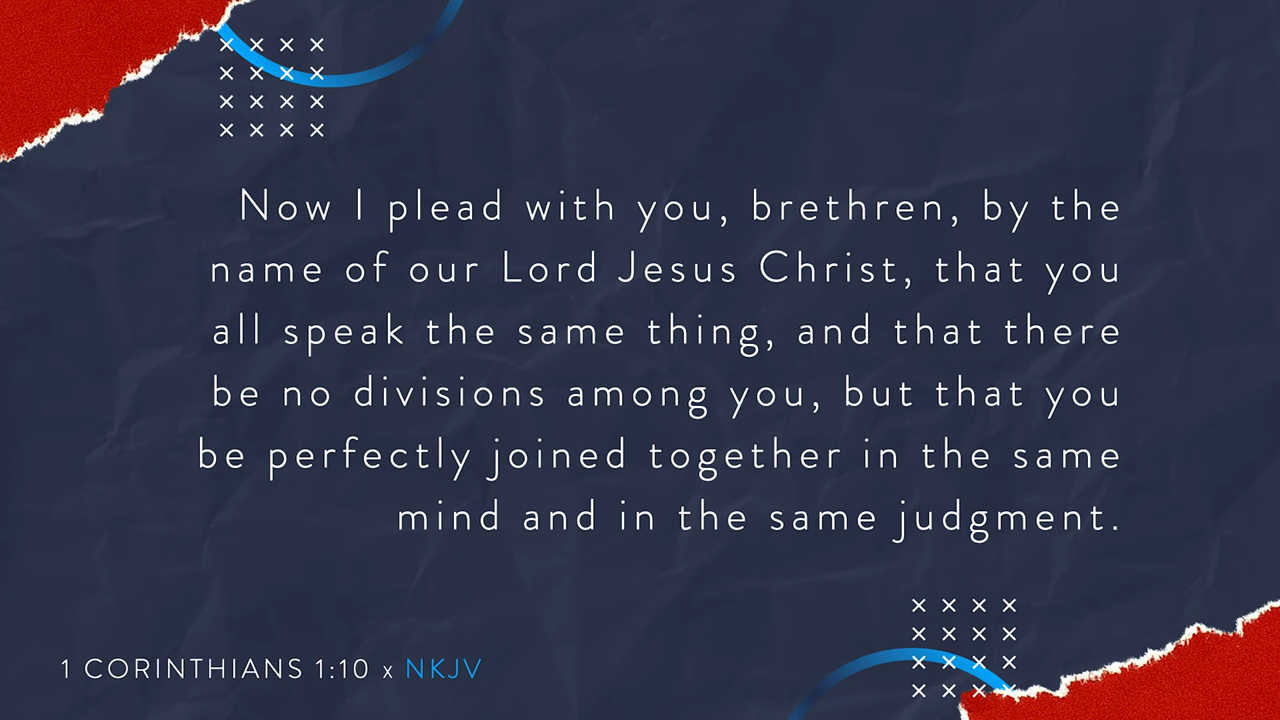 Now I plead with you, brethren, by the
name of our Lord Jesus Christ, that you
all speak the same thing, and that there
be no divisions among you, but that you
be perfectly joined together in the same
mind and in the same judgment.
1 CORINTHIANS 1:10 x NKJV